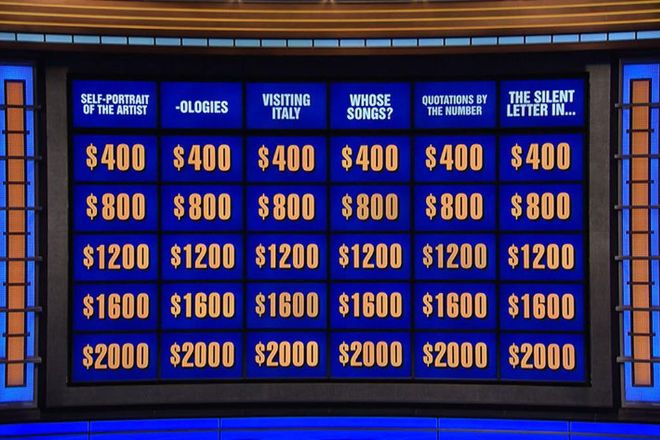 SELF-PORTRAIT
OF THE ARTIST
-OLOGIES
VISITING
ITALY
WHOSE
SONGS?
QUOTATIONS BY
THE NUMBER
THE SILENT
LETTER IN...
$400 $400 $400 $400 $400 $400
$800 $800 $800 $800 $800 $800
$1200 $1200 $1200 $1200 $1200 $1200
$1600 $1600 $1600 $1600 $1600 $1600
$2000 $2000 $2000 $2000 $2000 $2000